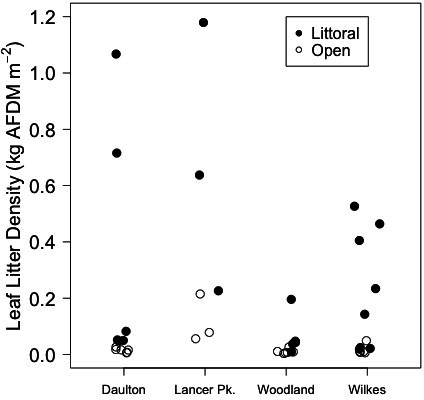 Leaf Litter Density (kg AFDM m⁻²)
1.2
1.0
0.8
0.6
0.4
0.2
0.0
Littoral
Open
Daulton Lancer Pk. Woodland Wilkes